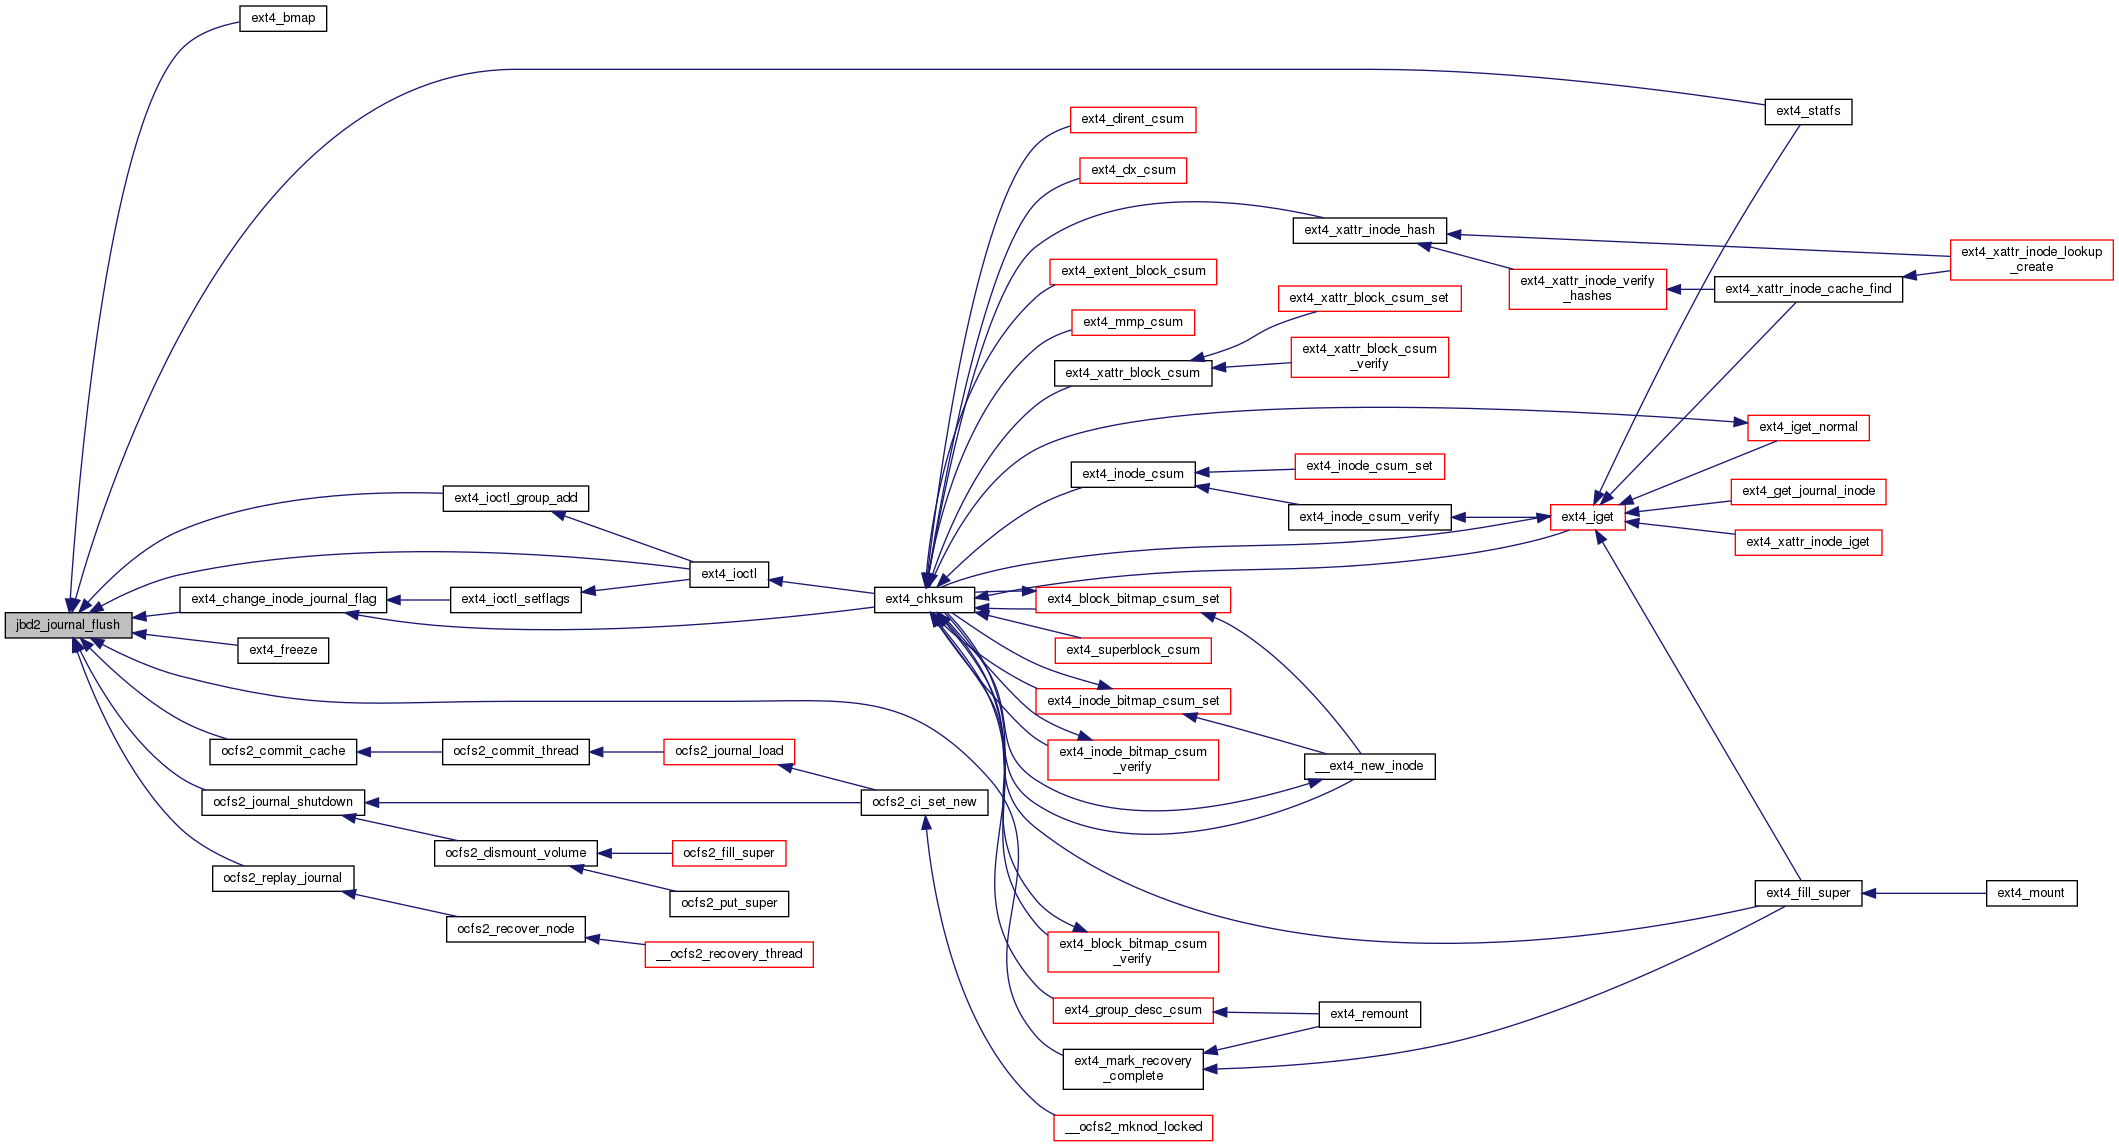 ext4_bmap
ext4_statfs
ext4_dirent_csum
ext4_dx_csum
ext4_xattr_inode_hash
ext4_xattr_inode_lookup
_create
ext4_extent_block_csum
ext4_xattr_inode_verify
_hashes
ext4_xattr_inode_cache_find
ext4_xattr_block_csum_set
ext4_mmp_csum
ext4_xattr_block_csum
_verify
ext4_xattr_block_csum
ext4_iget_normal
ext4_inode_csum
ext4_inode_csum_set
ext4_get_journal_inode
ext4_ioctl_group_add
ext4_inode_csum_verify
ext4_iget
ext4_xattr_inode_iget
ext4_ioctl
ext4_change_inode_journal_flag
ext4_ioctl_setflags
ext4_chksum
ext4_block_bitmap_csum_set
jbd2_journal_flush
ext4_freeze
ext4_superblock_csum
ext4_inode_bitmap_csum_set
ocfs2_commit_cache
ocfs2_commit_thread
ocfs2_journal_load
ext4_inode_bitmap_csum
_verify
__ext4_new_inode
ocfs2_journal_shutdown
ocfs2_ci_set_new
ocfs2_dismount_volume
ocfs2_fill_super
ocfs2_replay_journal
ocfs2_put_super
ext4_fill_super
ext4_mount
ocfs2_recover_node
__ocfs2_recovery_thread
ext4_block_bitmap_csum
_verify
ext4_group_desc_csum
ext4_remount
ext4_mark_recovery
_complete
__ocfs2_mknod_locked